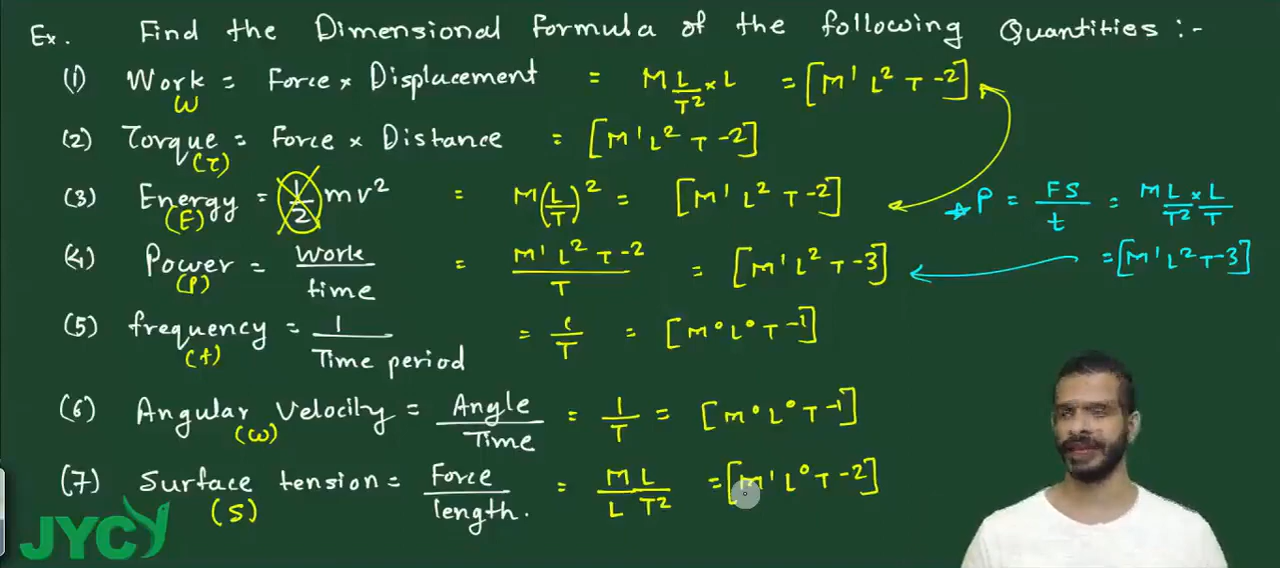 Ex. Find the Dimensional formula of the following Quantities :-
(1) Work = Force × Displacement = M L/T² × L = [M¹ L² T⁻²]
W
(2) Torque = Force × Distance = [M¹ L² T⁻²]
(τ)
(3) Energy = 1/2 mv² = M(L/T)² = [M¹ L² T⁻²]
(E)
P = FS/t = ML/T² × L/T
= [M¹ L² T⁻³]
(4) Power = work/time = M¹ L² T⁻²/T = [M¹ L² T⁻³]
(P)
(5) frequency = 1/Time period = 1/T = [M⁰ L⁰ T⁻¹]
(f)
(6) Angular Velocity = Angle/Time = 1/T = [M⁰ L⁰ T⁻¹]
(ω)
(7) Surface tension = Force/length. = ML/L T² = [M¹ L⁰ T⁻²]
(S)
JYCY